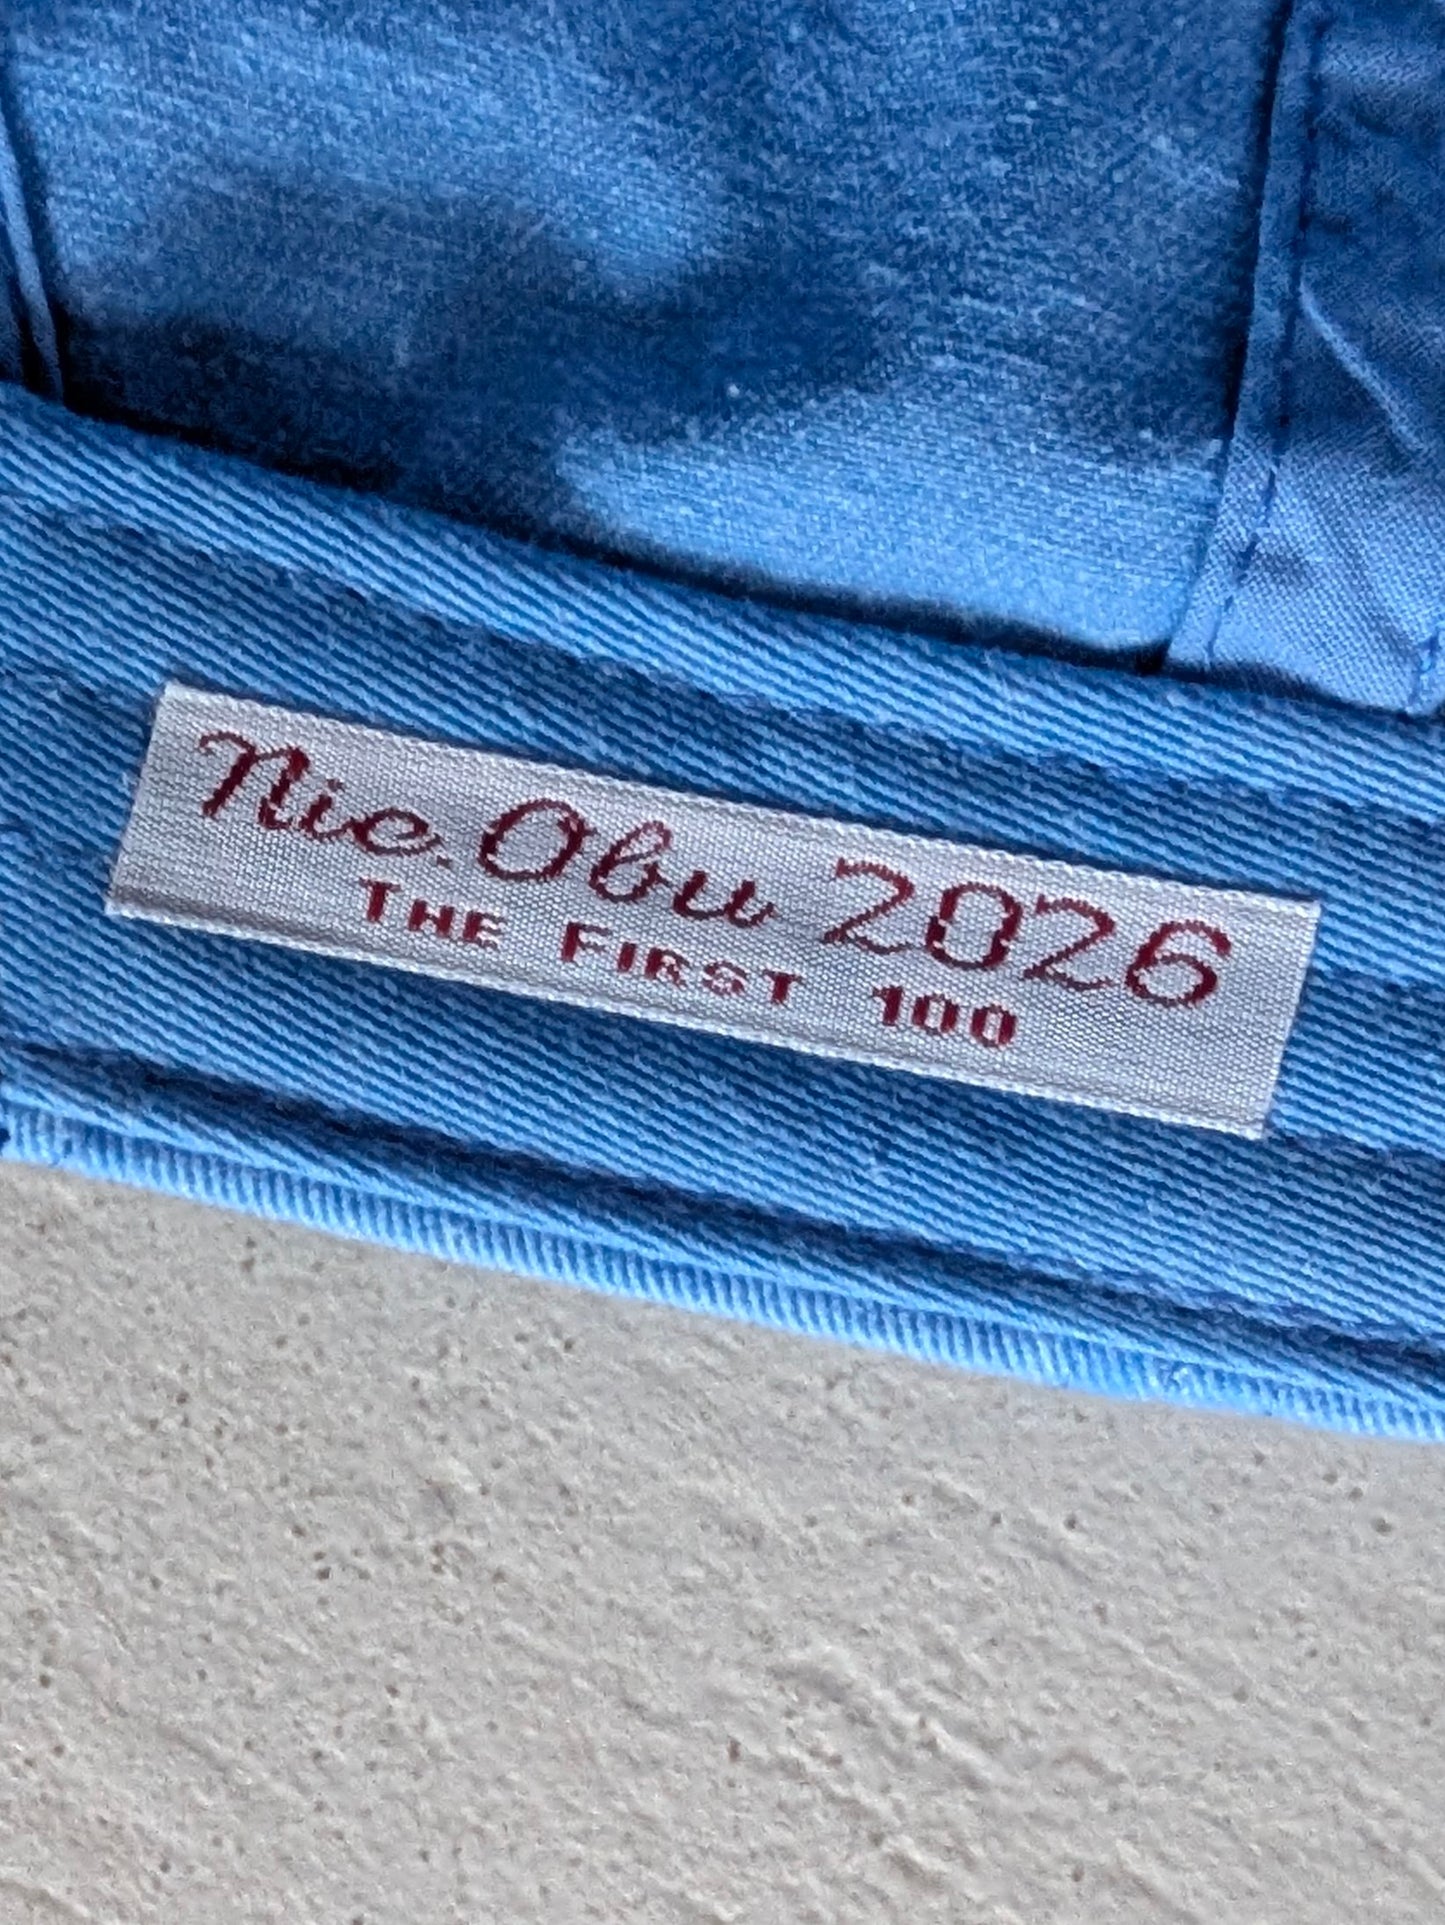 Nic.Obu 2026
THE FIRST 100